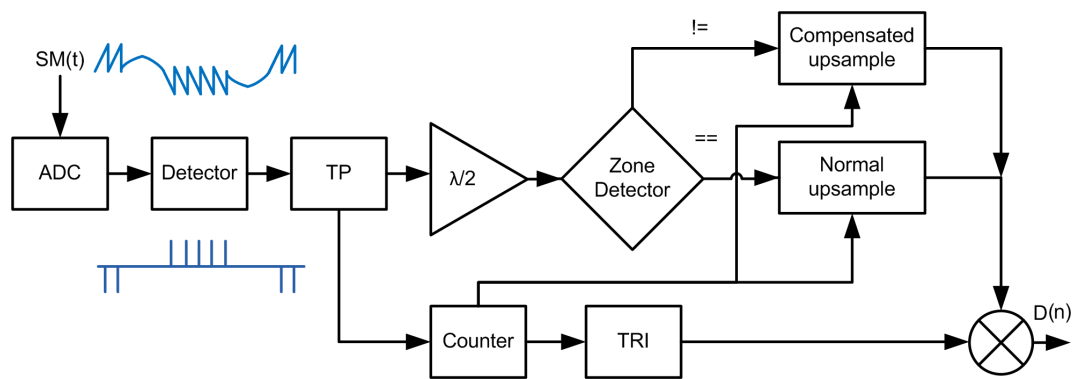 SM(t)
ADC
Detector
TP
λ/2
Zone
Detector
!=
==
Compensated
upsample
Normal
upsample
Counter
TRI
D(n)